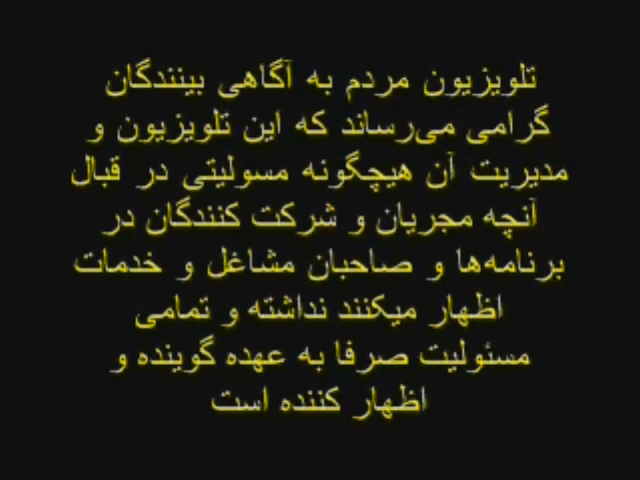 تلویزیون مردم به آگاهی بینندگان
گرامی می‌رساند که این تلویزیون و
مدیریت آن هیچگونه مسولیتی در قبال
آنچه مجریان و شرکت کنندگان در
برنامه‌ها و صاحبان مشاغل و خدمات
اظهار میکنند نداشته و تمامی
مسئولیت صرفا به عهده گوینده و
اظهار کننده است